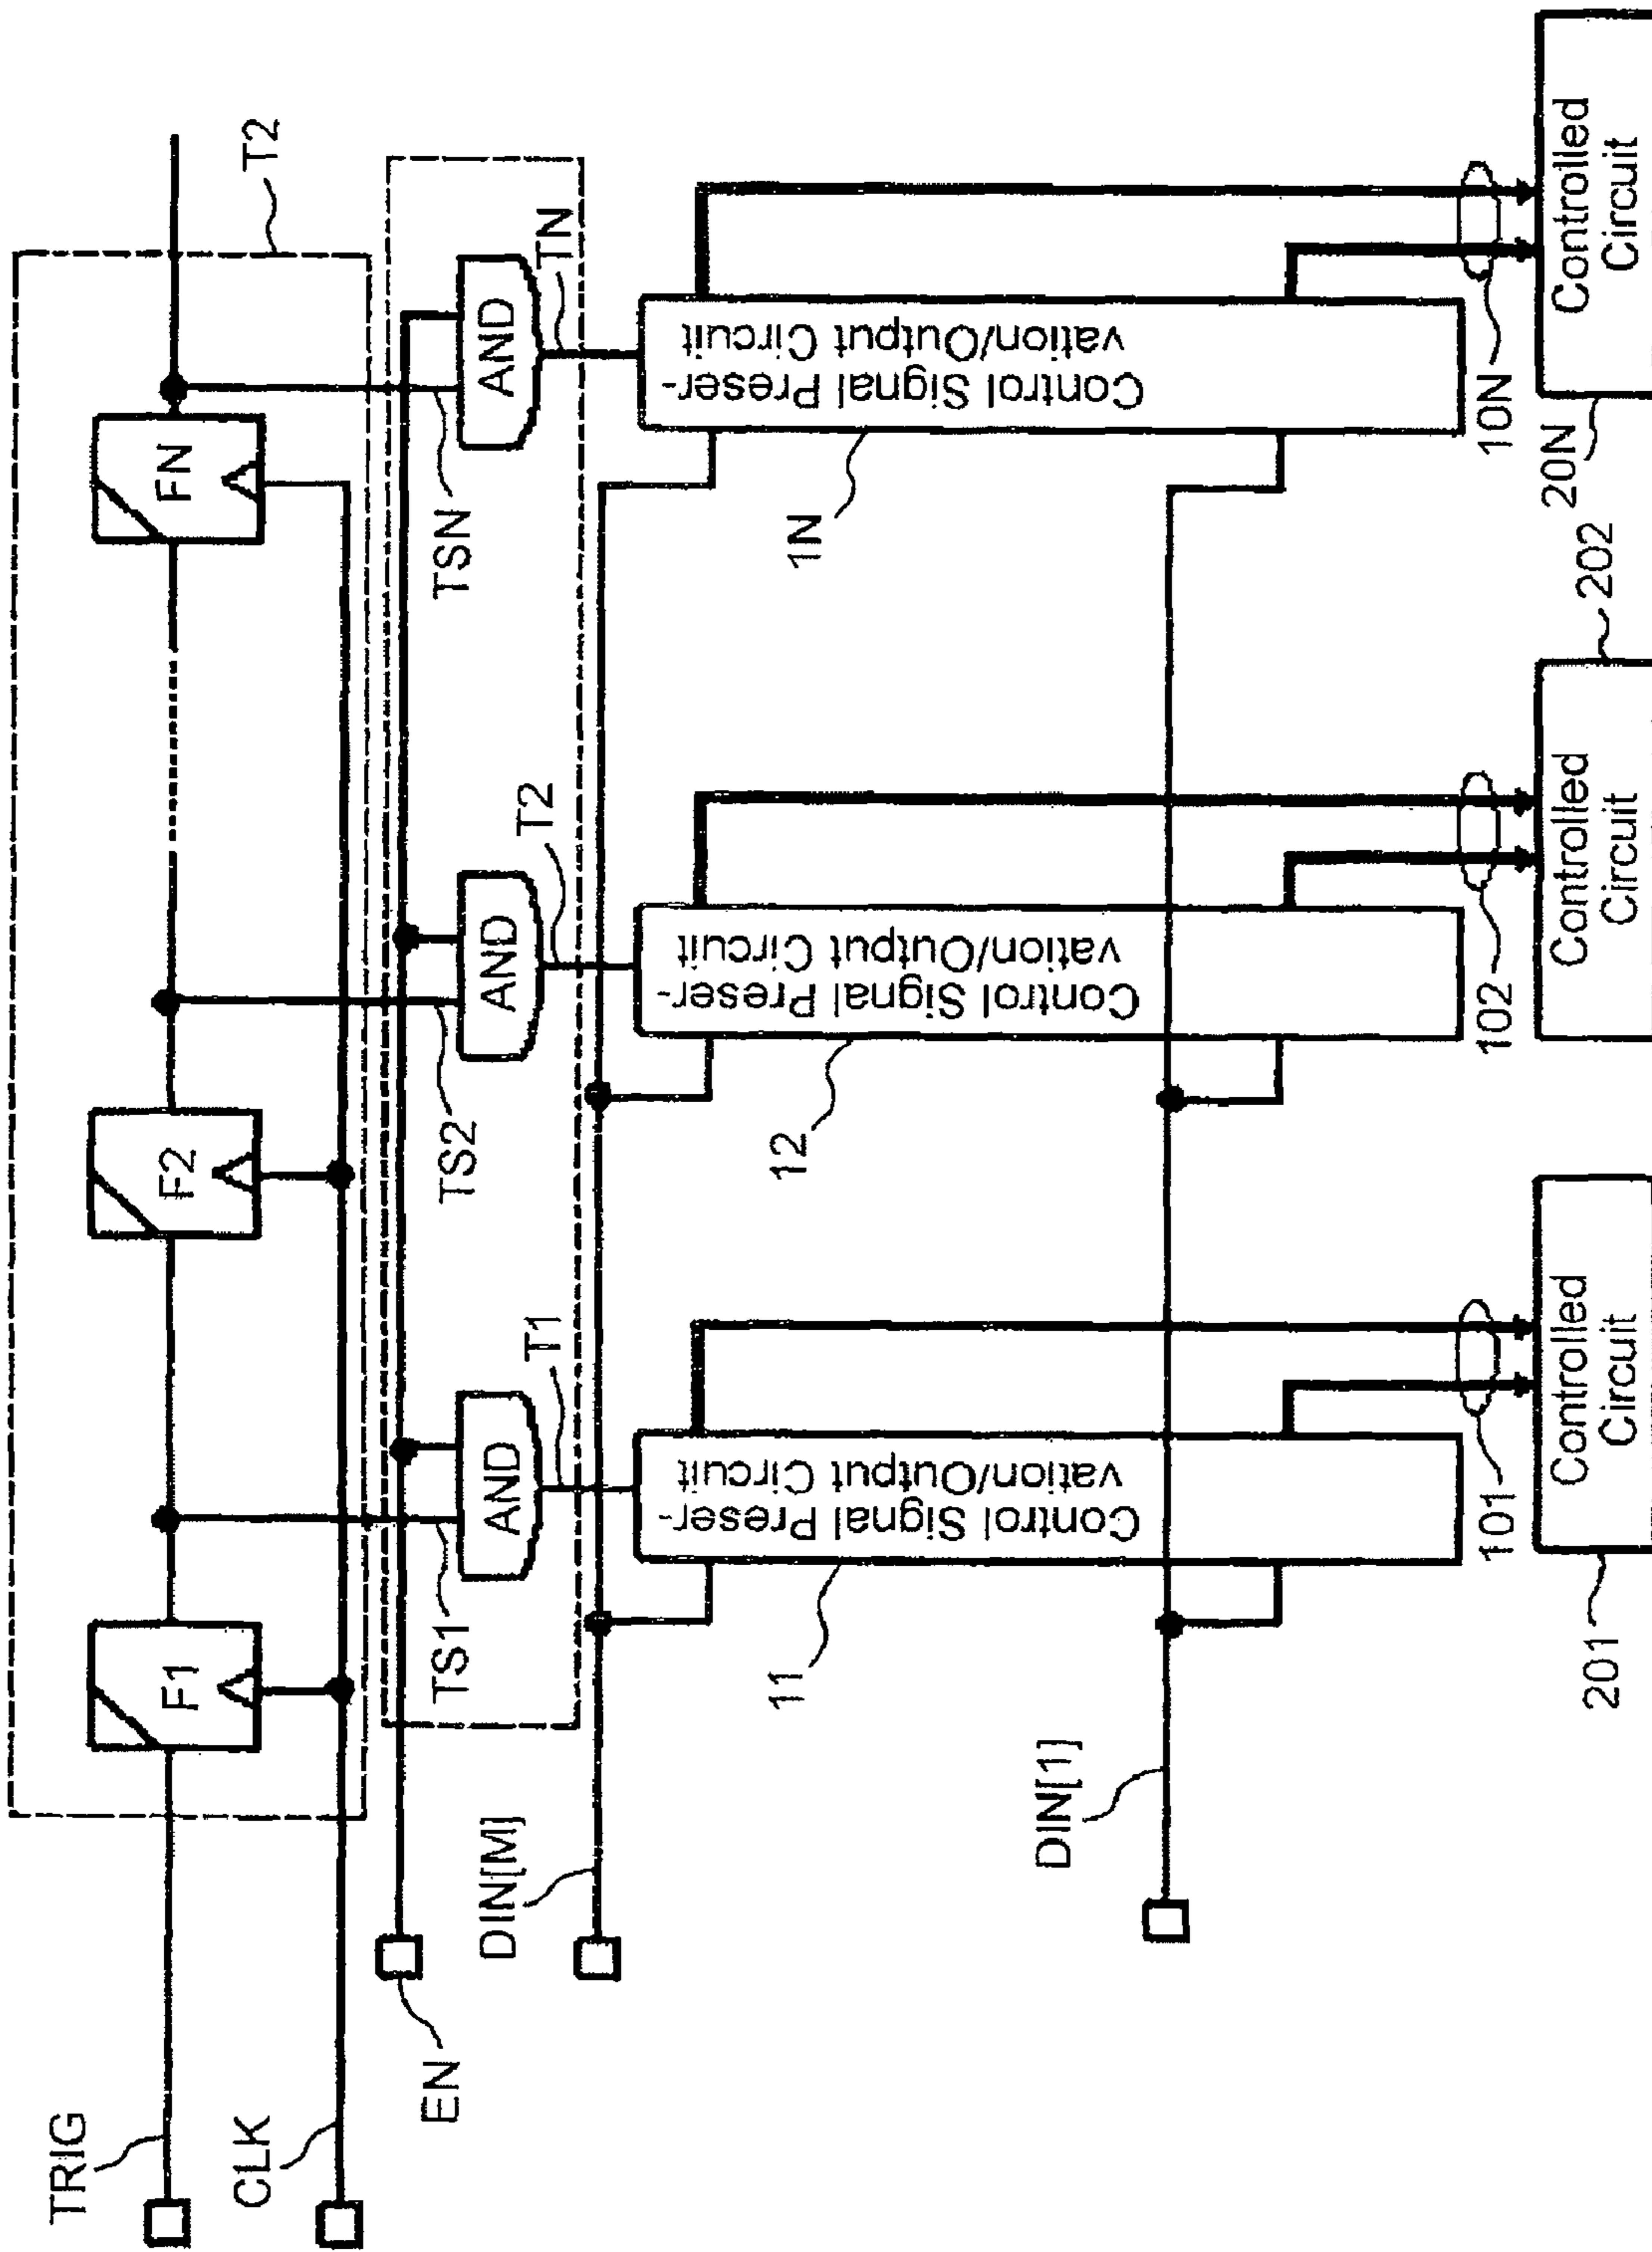 TRIG
CLK
EN
DIN[M]
DIN[1]
F1
F2
FN
T2
TS1
AND
T1
TS2
AND
T2
TSN
AND
TN
11
Control Signal Preser-
vation/Output Circuit
12
Control Signal Preser-
vation/Output Circuit
1N
Control Signal Preser-
vation/Output Circuit
101
102
10N
201
Controlled
Circuit
202
Controlled
Circuit
20N
Controlled
Circuit